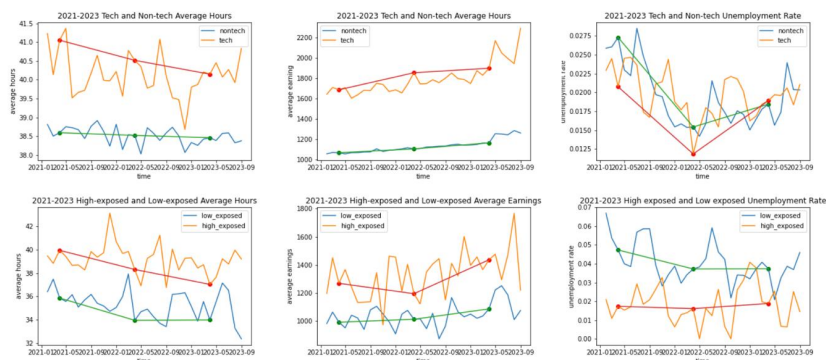 2021-2023 Tech and Non-tech Average Hours
nontech
tech
average hours
41.5
41.0
40.5
40.0
39.5
39.0
38.5
38.0
2021-01 2021-05 2021-09 2022-01 2022-05 2022-09 2023-01 2023-05 2023-09
time
2021-2023 Tech and Non-tech Average Hours
nontech
tech
average earning
2200
2000
1800
1600
1400
1200
1000
2021-01 2021-05 2021-09 2022-01 2022-05 2022-09 2023-01 2023-05 2023-09
time
2021-2023 Tech and Non-tech Unemployment Rate
nontech
tech
unemployment rate
0.0275
0.0250
0.0225
0.0200
0.0175
0.0150
0.0125
2021-01 2021-05 2021-09 2022-01 2022-05 2022-09 2023-01 2023-05 2023-09
time
2021-2023 High-exposed and Low-exposed Average Hours
low_exposed
high_exposed
average hours
42
40
38
36
34
32
2021-01 2021-05 2021-09 2022-01 2022-05 2022-09 2023-01 2023-05 2023-09
time
2021-2023 High-exposed and Low-exposed Average Earnings
low_exposed
high_exposed
average earnings
1800
1600
1400
1200
1000
2021-01 2021-05 2021-09 2022-01 2022-05 2022-09 2023-01 2023-05 2023-09
time
2021-2023 High exposed and Low exposed Unemployment Rate
low_exposed
high_exposed
unemployment rate
0.07
0.06
0.05
0.04
0.03
0.02
0.01
0.00
2021-01 2021-05 2021-09 2022-01 2022-05 2022-09 2023-01 2023-05 2023-09
time